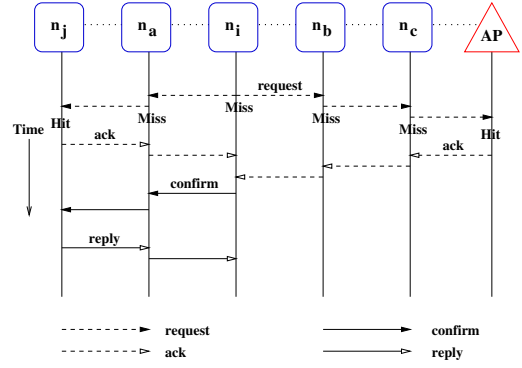 n_j n_a n_i n_b n_c AP
request
Hit Miss Miss Miss Miss Hit
Time
ack
ack
confirm
reply
request confirm
ack reply